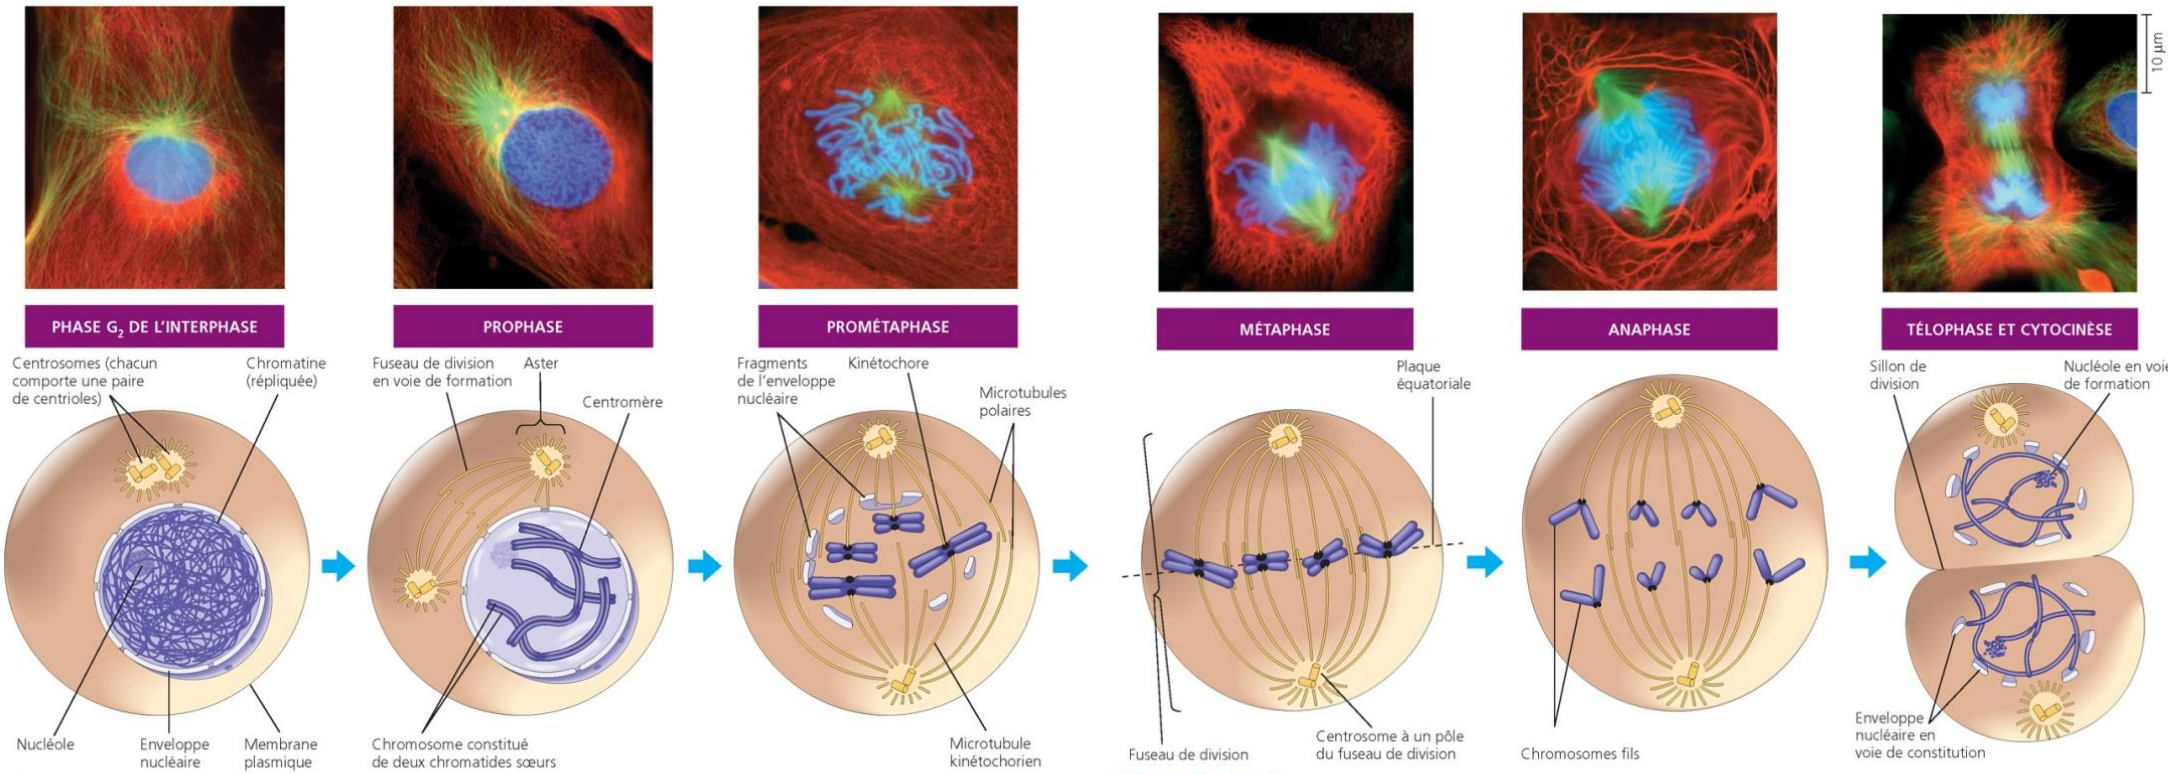 10 µm
PHASE G₂ DE L’INTERPHASE
PROPHASE
PROMÉTAPHASE
MÉTAPHASE
ANAPHASE
TÉLOPHASE ET CYTOCINÈSE
Centrosomes (chacun
comporte une paire
de centrioles)
Chromatine
(répliquée)
Nucléole
Enveloppe
nucléaire
Membrane
plasmique
Fuseau de division
en voie de formation
Aster
Centromère
Chromosome constitué
de deux chromatides sœurs
Fragments
de l’enveloppe
nucléaire
Kinétochore
Microtubules
polaires
Microtubule
kinétochorien
Plaque
équatoriale
Fuseau de division
Centrosome à un pôle
du fuseau de division
Chromosomes fils
Sillon de
division
Nucléole en voie
de formation
Enveloppe
nucléaire en
voie de constitution